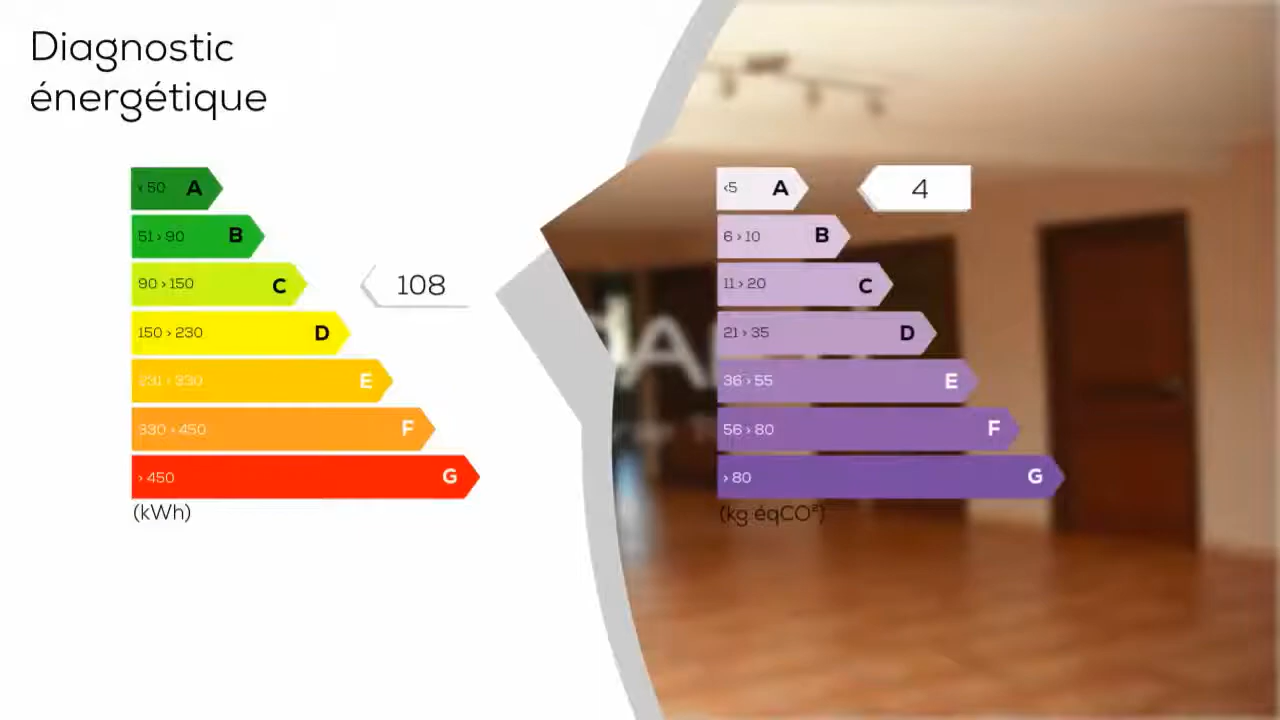 Diagnostic
énergétique
< 50 A
51 > 90 B
90 > 150 C
108
150 > 230 D
231 > 330 E
330 > 450 F
> 450 G
(kWh)
<5 A
4
6 > 10 B
11 > 20 C
21 > 35 D
36 > 55 E
56 > 80 F
> 80 G
(kg éqCO²)